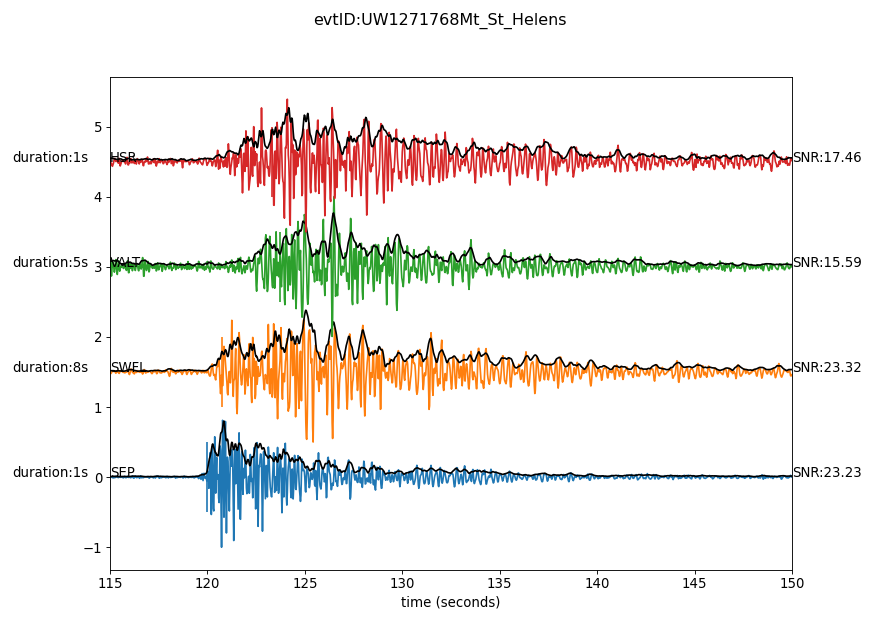 evtID:UW1271768Mt_St_Helens
5
duration:1s HSR SNR:17.46
4
duration:5s VALT SNR:15.59
3
2
duration:8s SWFL SNR:23.32
1
duration:1s SEP SNR:23.23
0
−1
115 120 125 130 135 140 145 150
time (seconds)